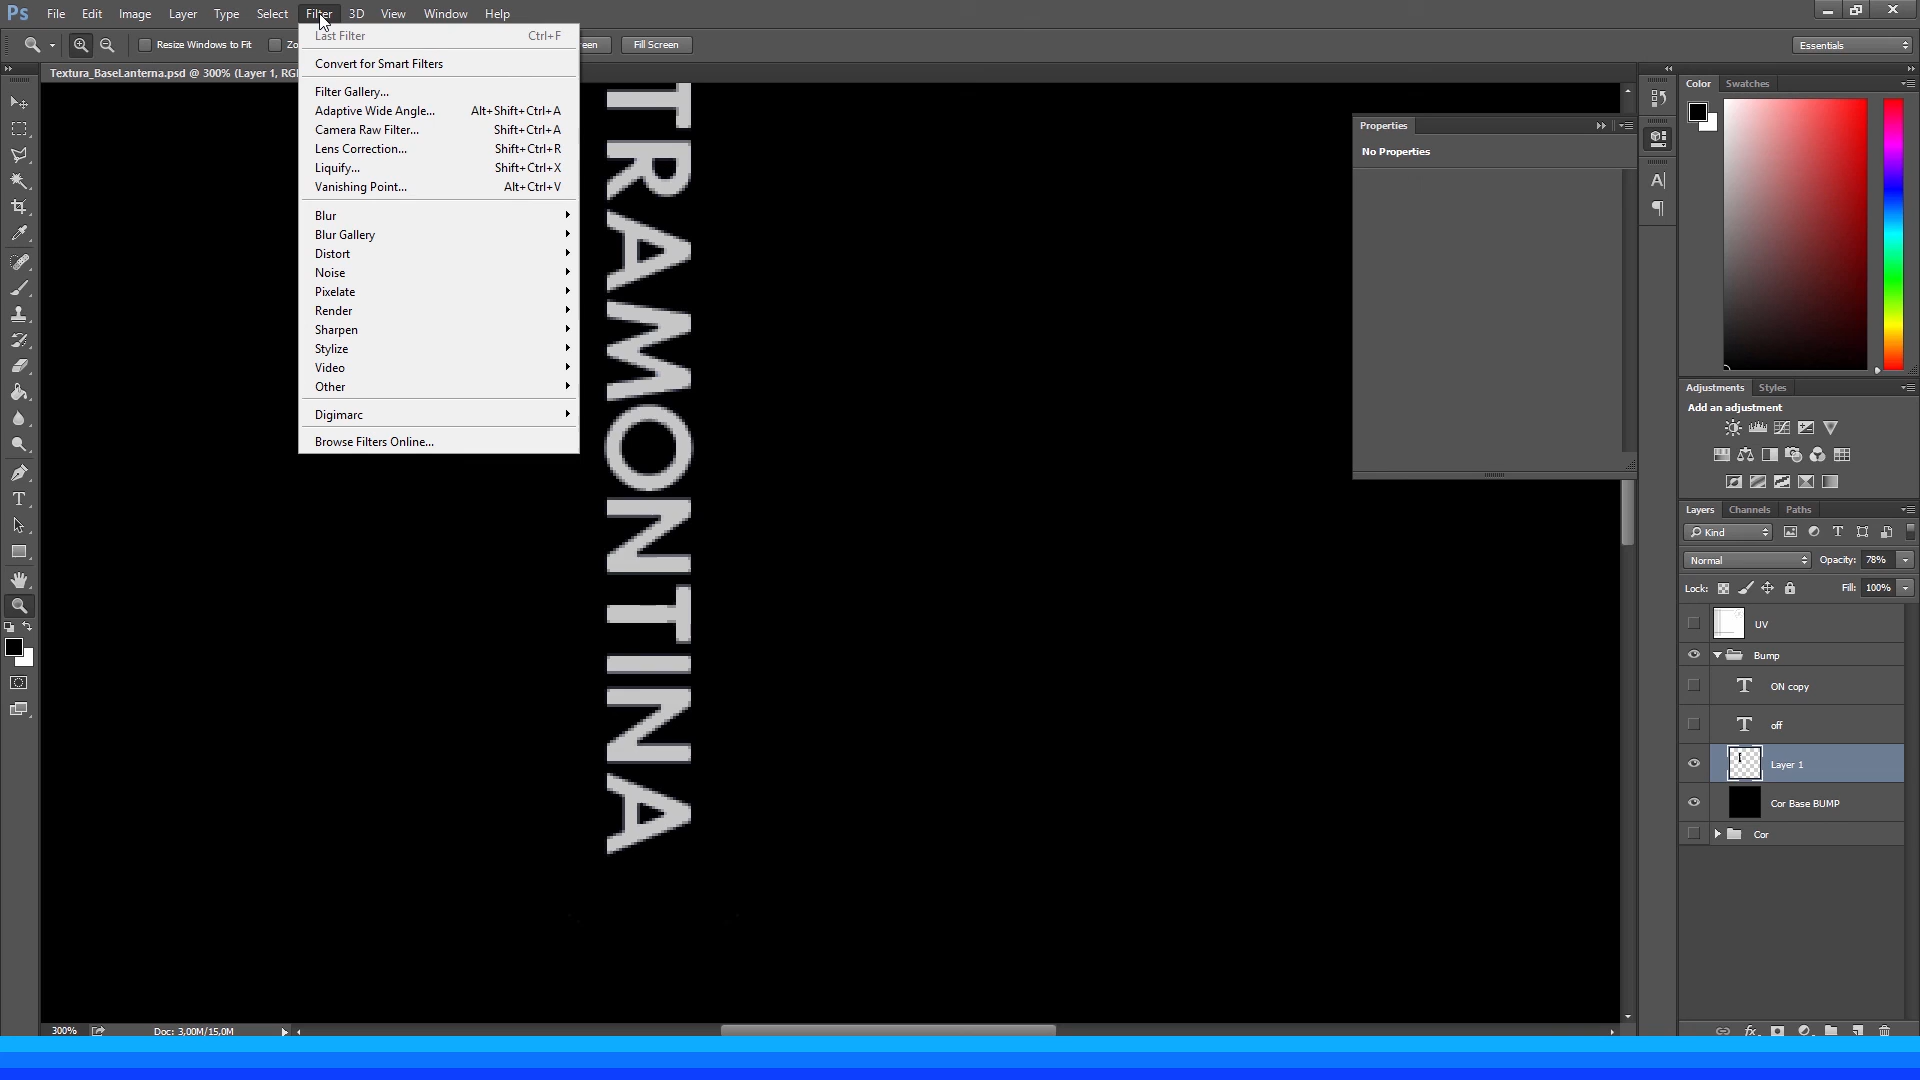 Ps File Edit Image Layer Type Select Filter 3D View Window Help
Resize Windows to Fit Fill Screen Essentials
Textura_BaseLanterna.psd @ 300% (Layer 1, RG
Last Filter Ctrl+F
Convert for Smart Filters
Filter Gallery...
Adaptive Wide Angle... Alt+Shift+Ctrl+A
Camera Raw Filter... Shift+Ctrl+A
Lens Correction... Shift+Ctrl+R
Liquify... Shift+Ctrl+X
Vanishing Point... Alt+Ctrl+V
Blur
Blur Gallery
Distort
Noise
Pixelate
Render
Sharpen
Stylize
Video
Other
Digimarc
Browse Filters Online...
TRAMONTINA
Properties
No Properties
Color Swatches
Adjustments Styles
Add an adjustment
Layers Channels Paths
Kind
Normal Opacity: 78%
Lock: Fill: 100%
UV
Bump
ON copy
off
Layer 1
Cor Base BUMP
Cor
300% Doc: 3,00M/15,0M